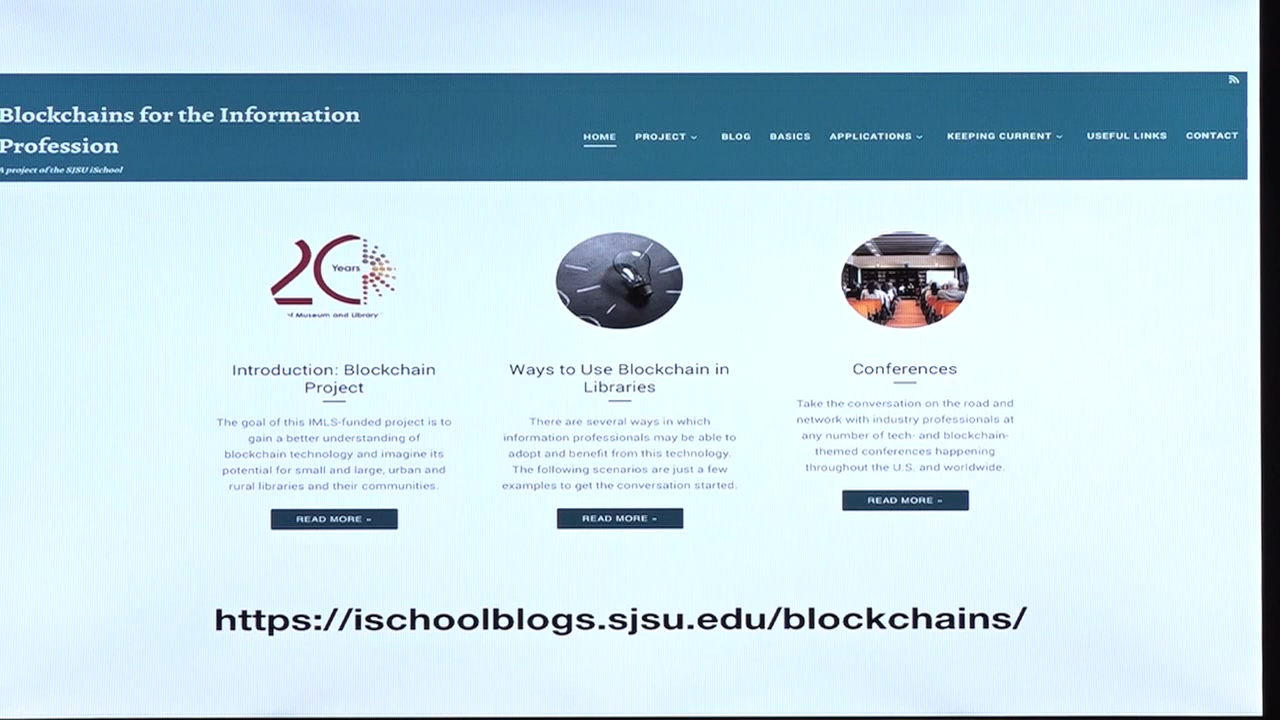 Blockchains for the Information
Profession
A project of the SJSU iSchool
HOME PROJECT BLOG BASICS APPLICATIONS KEEPING CURRENT USEFUL LINKS CONTACT
20 Years
Museum and Library
Introduction: Blockchain
Project
The goal of this IMLS-funded project is to
gain a better understanding of
blockchain technology and imagine its
potential for small and large, urban and
rural libraries and their communities.
READ MORE »
Ways to Use Blockchain in
Libraries
There are several ways in which
information professionals may be able to
adopt and benefit from this technology.
The following scenarios are just a few
examples to get the conversation started.
READ MORE »
Conferences
Take the conversation on the road and
network with industry professionals at
any number of tech- and blockchain-
themed conferences happening
throughout the U.S. and worldwide.
READ MORE »
https://ischoolblogs.sjsu.edu/blockchains/